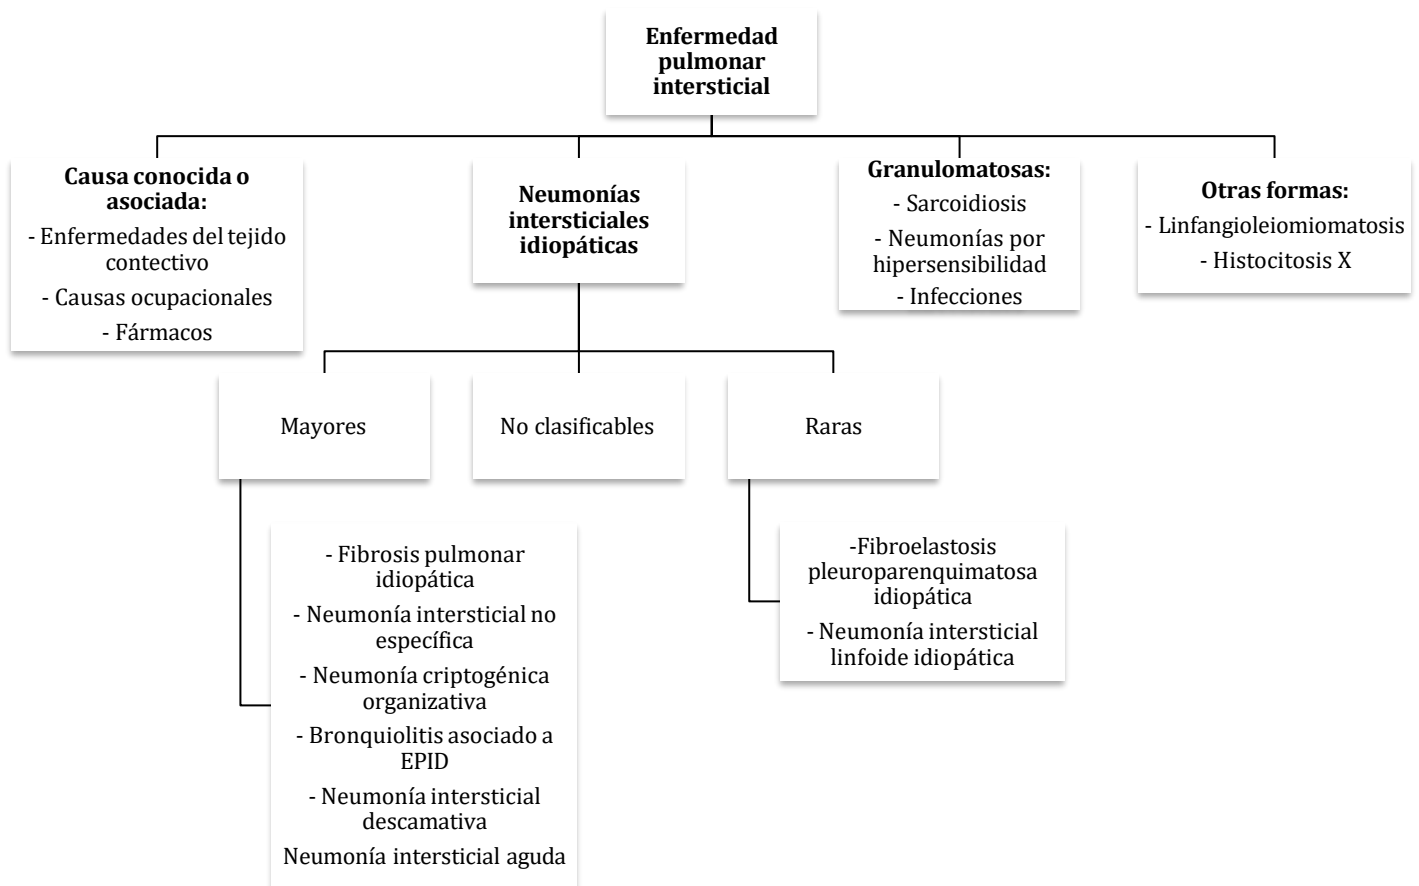 Enfermedad
pulmonar
intersticial
Causa conocida o
asociada:
- Enfermedades del tejido
contectivo
- Causas ocupacionales
- Fármacos
Neumonías
intersticiales
idiopáticas
Granulomatosas:
- Sarcoidiosis
- Neumonías por
hipersensibilidad
- Infecciones
Otras formas:
- Linfangioleiomiomatosis
- Histocitosis X
Mayores
No clasificables
Raras
- Fibrosis pulmonar
idiopática
- Neumonía intersticial no
específica
- Neumonía criptogénica
organizativa
- Bronquiolitis asociado a
EPID
- Neumonía intersticial
descamativa
Neumonía intersticial aguda
-Fibroelastosis
pleuroparenquimatosa
idiopática
- Neumonía intersticial
linfoide idiopática